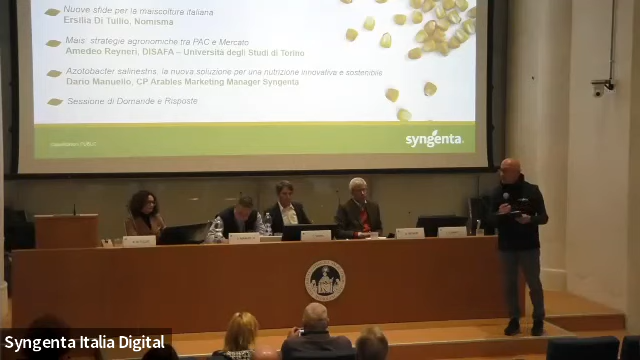 Nuove sfide per la maiscoltura italiana
Ersilia Di Tullio, Nomisma
Mais: strategie agronomiche tra PAC e Mercato
Amedeo Reyneri, DISAFA – Università degli Studi di Torino
Azotobacter salinestris, la nuova soluzione per una nutrizione innovativa e sostenibile
Dario Manuello, CP Arables Marketing Manager Syngenta
Sessione di Domande e Risposte
syngenta
Syngenta Italia Digital